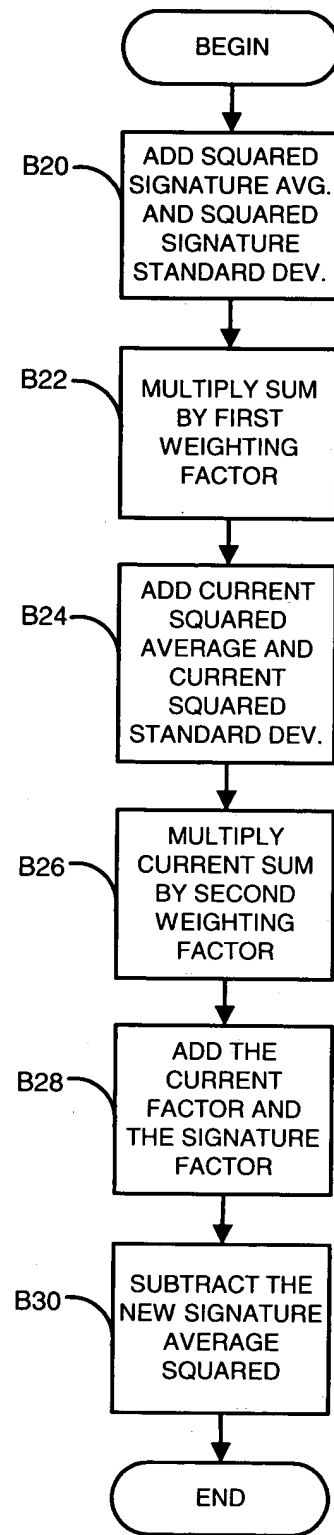 BEGIN
B20
ADD SQUARED
SIGNATURE AVG.
AND SQUARED
SIGNATURE
STANDARD DEV.
B22
MULTIPLY SUM
BY FIRST
WEIGHTING
FACTOR
B24
ADD CURRENT
SQUARED
AVERAGE AND
CURRENT
SQUARED
STANDARD DEV.
B26
MULTIPLY
CURRENT SUM
BY SECOND
WEIGHTING
FACTOR
B28
ADD THE
CURRENT
FACTOR AND
THE SIGNATURE
FACTOR
B30
SUBTRACT THE
NEW SIGNATURE
AVERAGE
SQUARED
END